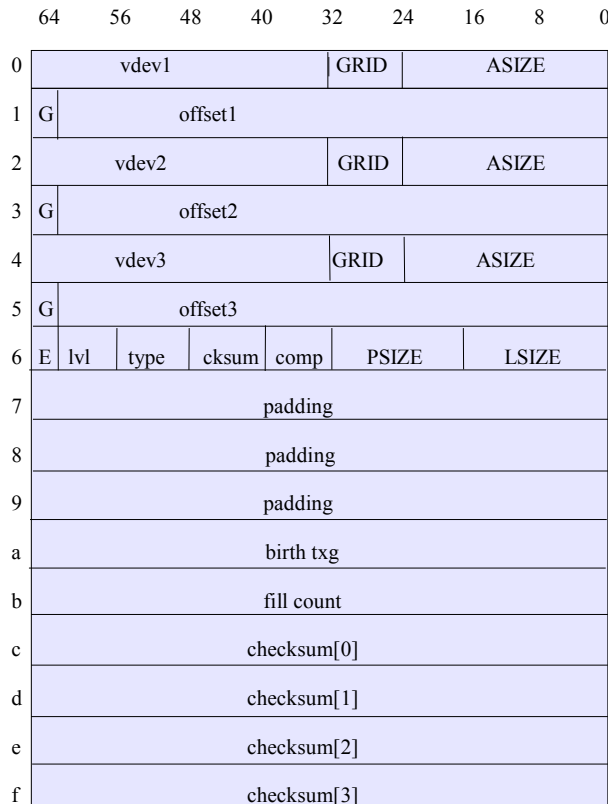 64 56 48 40 32 24 16 8 0
0 vdev1 GRID ASIZE
1 G offset1
2 vdev2 GRID ASIZE
3 G offset2
4 vdev3 GRID ASIZE
5 G offset3
6 E lvl type cksum comp PSIZE LSIZE
7 padding
8 padding
9 padding
a birth txg
b fill count
c checksum[0]
d checksum[1]
e checksum[2]
f checksum[3]